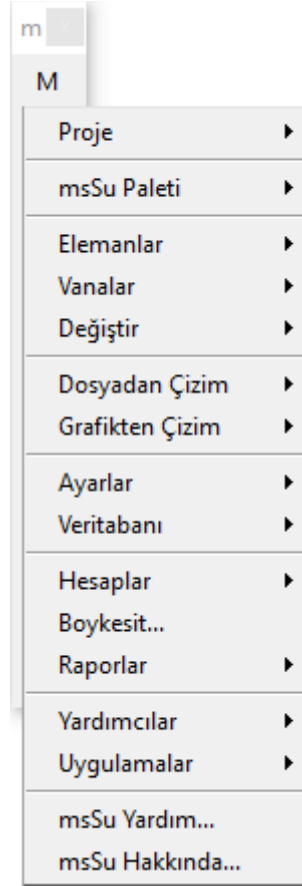 m
M
Proje
msSu Paleti
Elemanlar
Vanalar
Değiştir
Dosyadan Çizim
Grafikten Çizim
Ayarlar
Veritabanı
Hesaplar
Boykesit...
Raporlar
Yardımcılar
Uygulamalar
msSu Yardım...
msSu Hakkında...